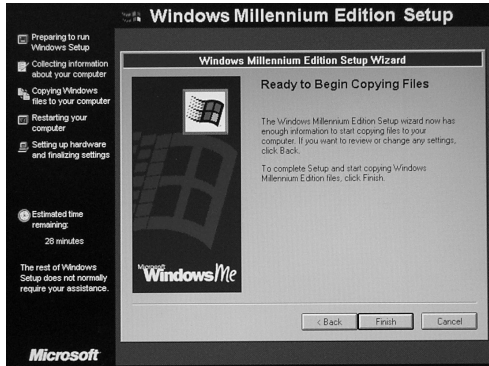 Windows Millennium Edition Setup
Preparing to run
Windows Setup
Collecting information
about your computer
Copying Windows
files to your computer
Restarting your
computer
Setting up hardware
and finalizing settings
Estimated time
remaining:
28 minutes
The rest of Windows
Setup does not normally
require your assistance.
Microsoft
Windows Millennium Edition Setup Wizard
Microsoft
Windows Me
Ready to Begin Copying Files
The Windows Millennium Edition Setup wizard now has
enough information to start copying files to your
computer. If you want to review or change any settings,
click Back.
To complete Setup and start copying Windows
Millennium Edition files, click Finish.
< Back
Finish
Cancel